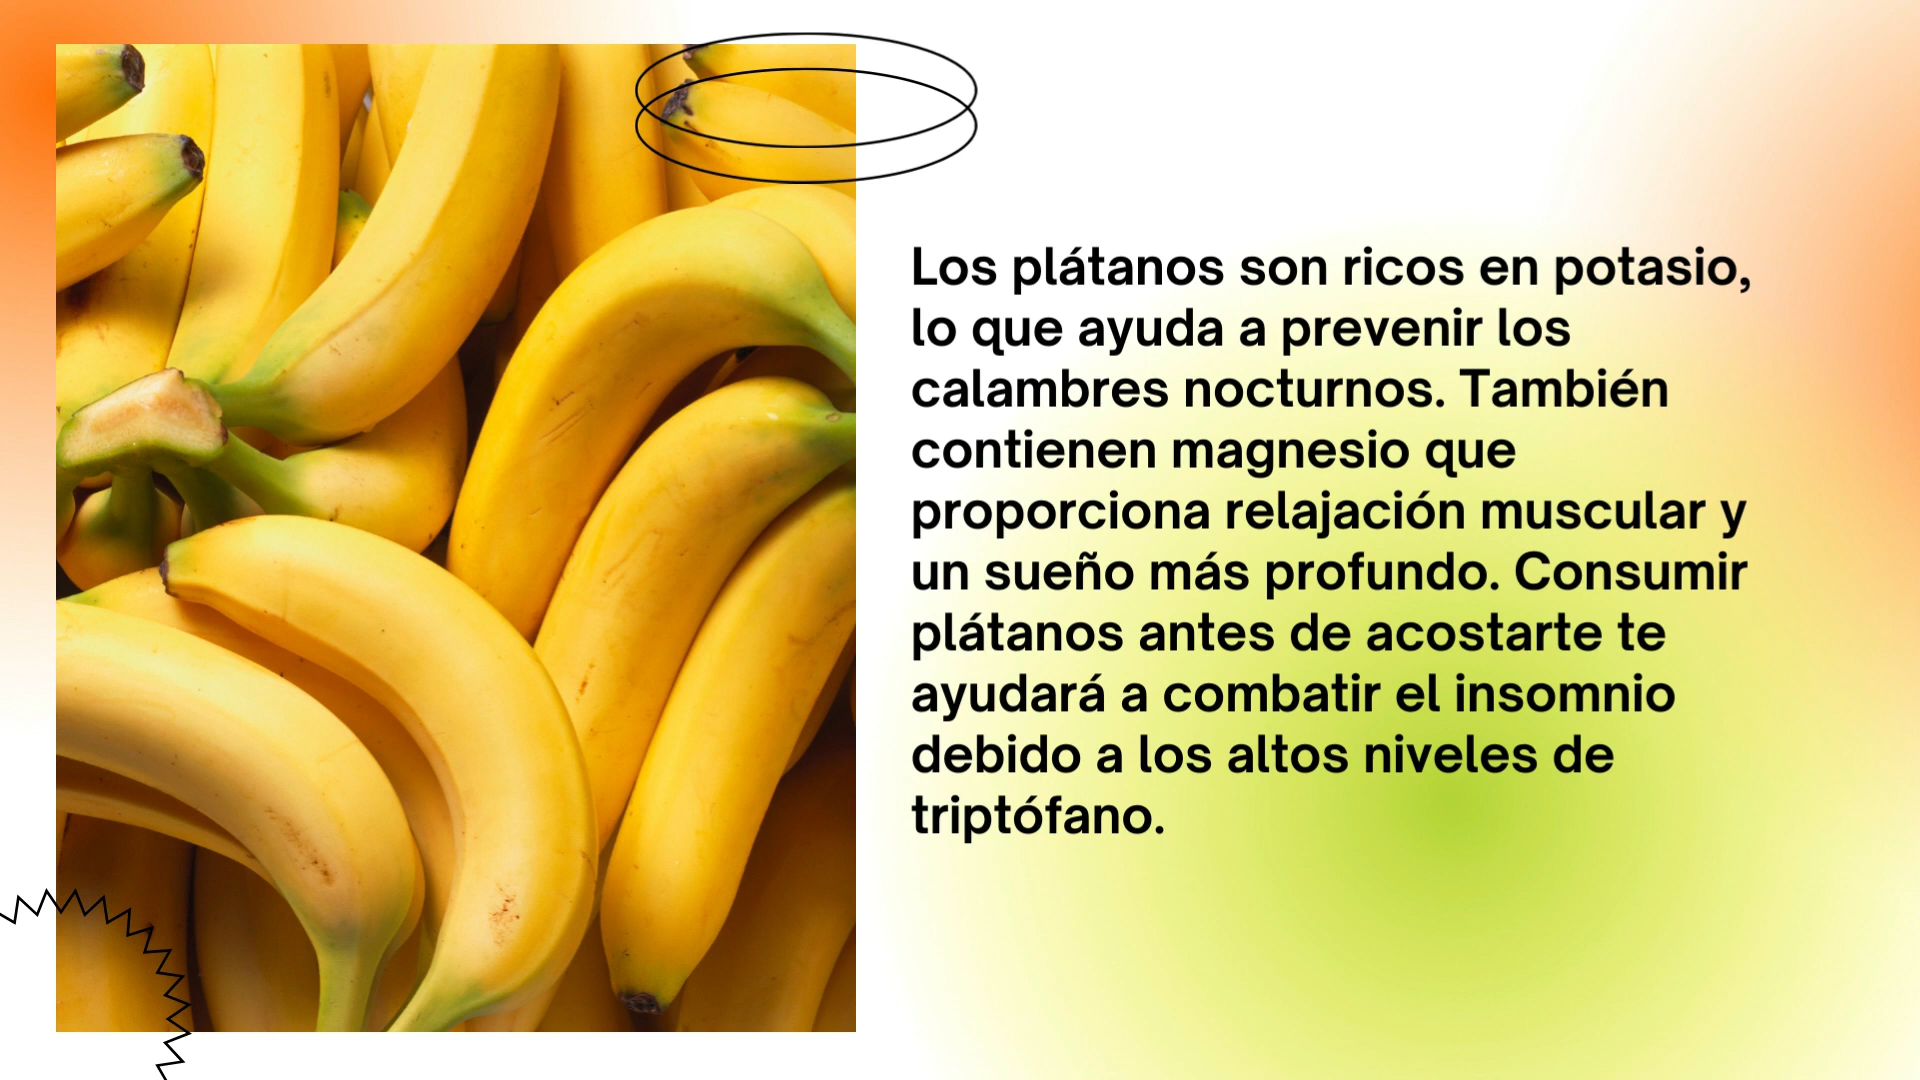 Los plátanos son ricos en potasio,
lo que ayuda a prevenir los
calambres nocturnos. También
contienen magnesio que
proporciona relajación muscular y
un sueño más profundo. Consumir
plátanos antes de acostarte te
ayudará a combatir el insomnio
debido a los altos niveles de
triptófano.